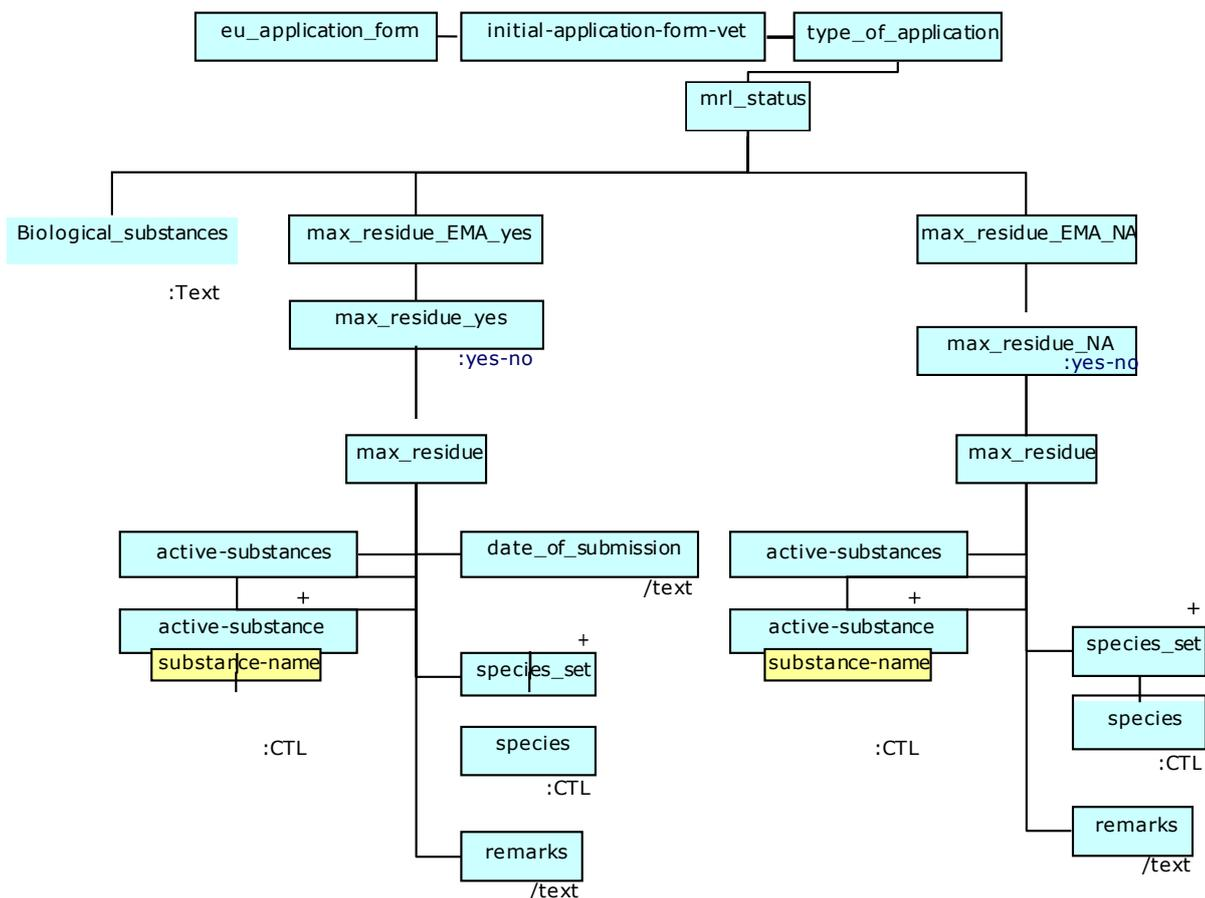 eu_application_form
initial-application-form-vet
type_of_application
mrl_status
Biological_substances
:Text
max_residue_EMA_yes
max_residue_EMA_NA
max_residue_yes
:yes-no
max_residue_NA
:yes-no
max_residue
max_residue
active-substances
date_of_submission
/text
active-substances
+
active-substance
substance-name
:CTL
+
species_set
species
:CTL
remarks
/text
+
active-substance
substance-name
:CTL
+
species_set
species
:CTL
remarks
/text